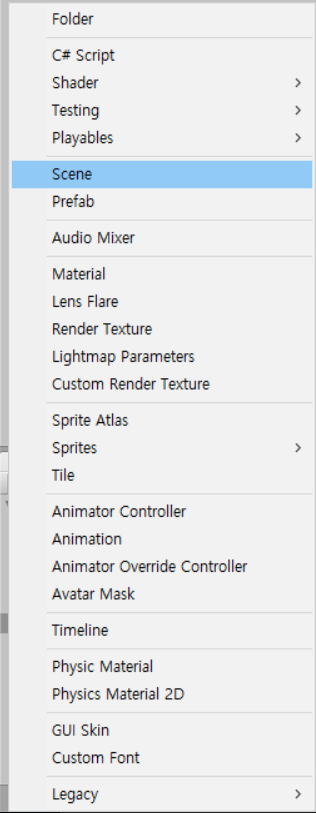 Folder
C# Script
Shader
Testing
Playables
Scene
Prefab
Audio Mixer
Material
Lens Flare
Render Texture
Lightmap Parameters
Custom Render Texture
Sprite Atlas
Sprites
Tile
Animator Controller
Animation
Animator Override Controller
Avatar Mask
Timeline
Physic Material
Physics Material 2D
GUI Skin
Custom Font
Legacy